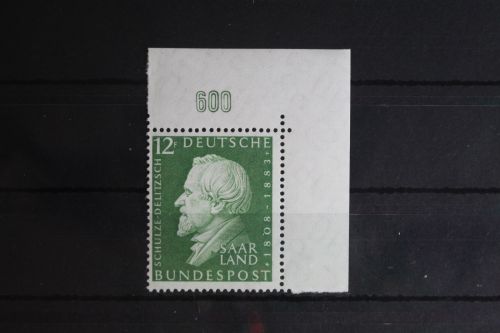 600
12F DEUTSCHE
SCHULZE-DELITZSCH
* 1808 - 1883 +
SAAR
LAND
BUNDESPOST